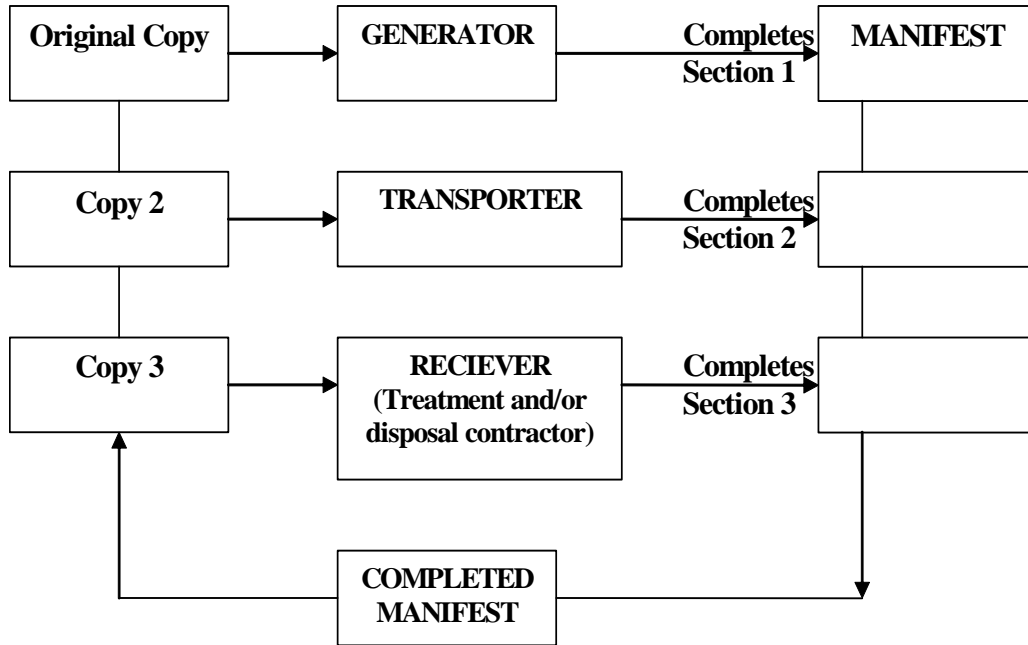 Original Copy
GENERATOR
Completes
Section 1
MANIFEST
Copy 2
TRANSPORTER
Completes
Section 2
Copy 3
RECIEVER
(Treatment and/or
disposal contractor)
Completes
Section 3
COMPLETED
MANIFEST